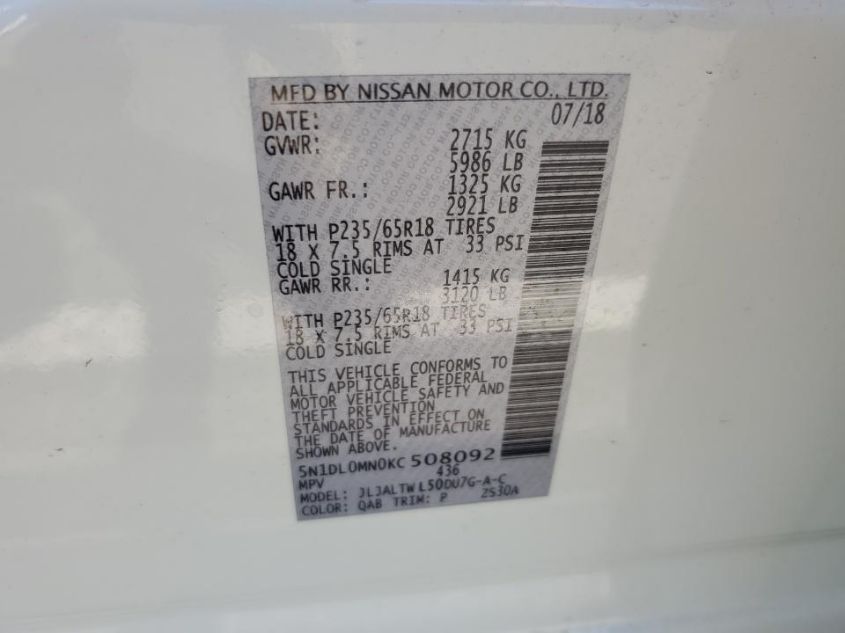 MFD BY NISSAN MOTOR CO., LTD.
DATE: 07/18
GVWR: 2715 KG
5986 LB
GAWR FR.: 1325 KG
2921 LB
WITH P235/65R18 TIRES
18 X 7.5 RIMS AT 33 PSI
COLD SINGLE
GAWR RR.: 1415 KG
3120 LB
WITH P235/65R18 TIRES
18 X 7.5 RIMS AT 33 PSI
COLD SINGLE
THIS VEHICLE CONFORMS TO
ALL APPLICABLE FEDERAL
MOTOR VEHICLE SAFETY AND
THEFT PREVENTION
STANDARDS IN EFFECT ON
THE DATE OF MANUFACTURE
SHOWN ABOVE.
5N1DL0MN0KC508092
MPV 436
MODEL: JLJALTWL50DU7G-A-C
COLOR: QAB TRIM: P 2S30A